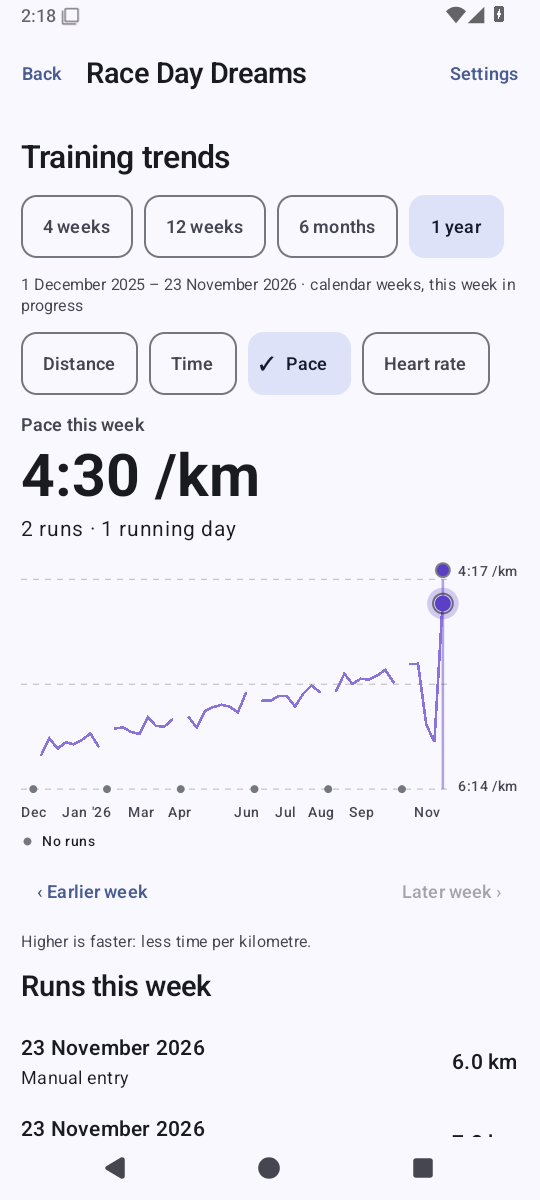 2:18
Back Race Day Dreams Settings
Training trends
4 weeks 12 weeks 6 months 1 year
1 December 2025 – 23 November 2026 · calendar weeks, this week in
progress
Distance Time ✓ Pace Heart rate
Pace this week
4:30 /km
2 runs · 1 running day
4:17 /km
6:14 /km
Dec Jan '26 Mar Apr Jun Jul Aug Sep Nov
No runs
‹ Earlier week Later week ›
Higher is faster: less time per kilometre.
Runs this week
23 November 2026
6.0 km
Manual entry
23 November 2026